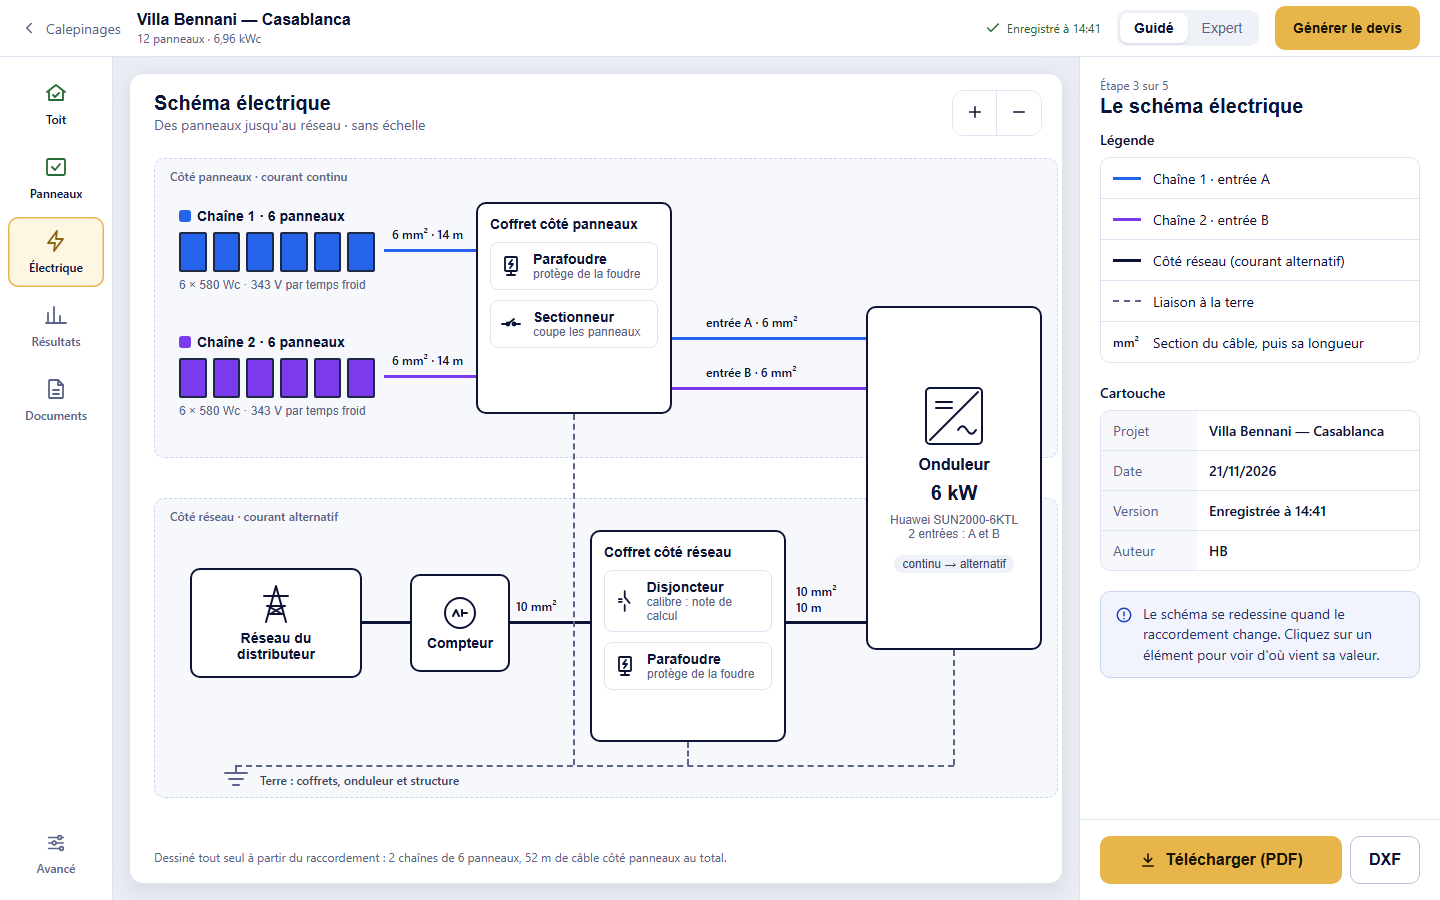 Calepinages
Villa Bennani — Casablanca
12 panneaux · 6,96 kWc
Enregistré à 14:41
Guidé
Expert
Générer le devis
Toit
Panneaux
Électrique
Résultats
Documents
Avancé
Schéma électrique
Des panneaux jusqu'au réseau · sans échelle
+
−
Côté panneaux · courant continu
Chaîne 1 · 6 panneaux
6 × 580 Wc · 343 V par temps froid
6 mm² · 14 m
Chaîne 2 · 6 panneaux
6 × 580 Wc · 343 V par temps froid
6 mm² · 14 m
Coffret côté panneaux
Parafoudre
protège de la foudre
Sectionneur
coupe les panneaux
entrée A · 6 mm²
entrée B · 6 mm²
Onduleur
6 kW
Huawei SUN2000-6KTL
2 entrées : A et B
continu → alternatif
Côté réseau · courant alternatif
Réseau du
distributeur
Compteur
10 mm²
Coffret côté réseau
Disjoncteur
calibre : note de
calcul
Parafoudre
protège de la foudre
10 mm²
10 m
Terre : coffrets, onduleur et structure
Dessiné tout seul à partir du raccordement : 2 chaînes de 6 panneaux, 52 m de câble côté panneaux au total.
Étape 3 sur 5
Le schéma électrique
Légende
Chaîne 1 · entrée A
Chaîne 2 · entrée B
Côté réseau (courant alternatif)
Liaison à la terre
mm² Section du câble, puis sa longueur
Cartouche
Projet Villa Bennani — Casablanca
Date 21/11/2026
Version Enregistrée à 14:41
Auteur HB
Le schéma se redessine quand le
raccordement change. Cliquez sur un
élément pour voir d'où vient sa valeur.
Télécharger (PDF)
DXF